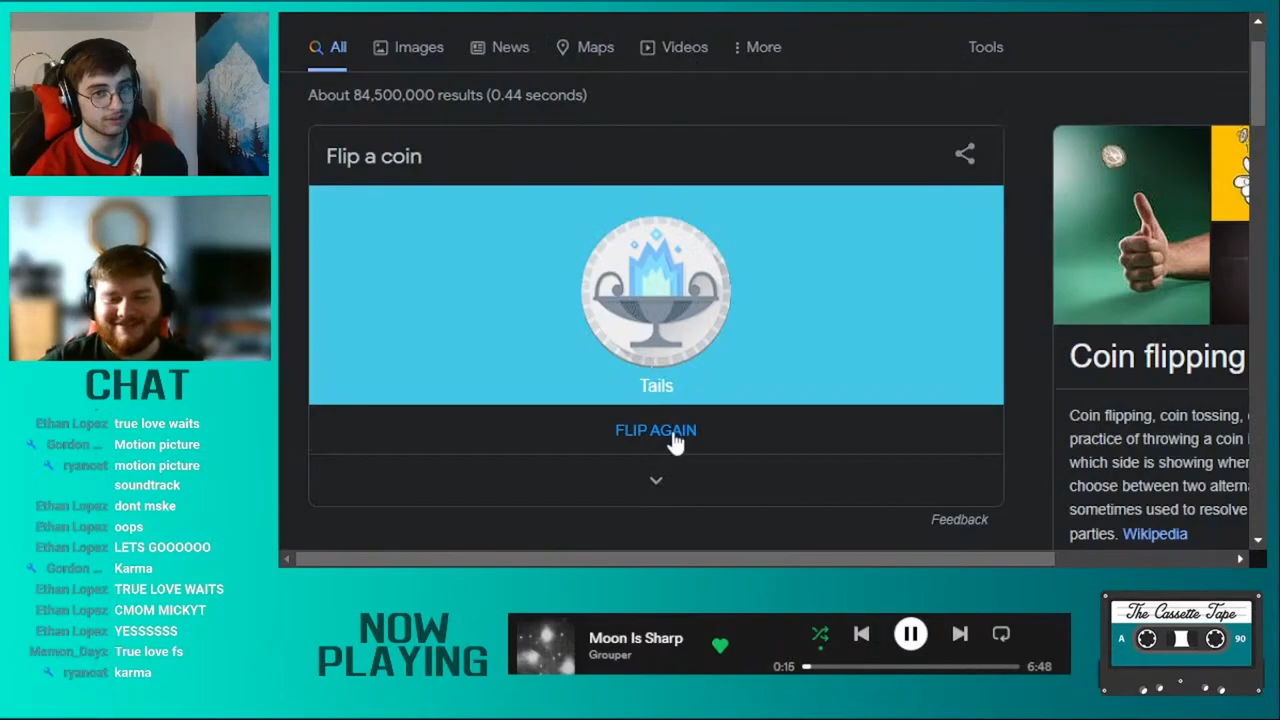 All
Images
News
Maps
Videos
More
Tools
About 84,500,000 results (0.44 seconds)
Flip a coin
Tails
FLIP AGAIN
Feedback
Coin flipping
Coin flipping, coin tossing,
practice of throwing a coin
which side is showing when
choose between two
sometimes used to resolve
parties. Wikipedia
CHAT
Ethan Lopez true love waits
Gordon ... Motion picture
ryancst motion picture
soundtrack
Ethan Lopez dont mske
Ethan Lopez oops
Ethan Lopez LETS GOOOOOO
Gordon ... Karma
Ethan Lopez TRUE LOVE WAITS
Ethan Lopez CMOM MICKYT
Ethan Lopez YESSSSSS
Memon_Dayz True love fs
ryancst karma
NOW
PLAYING
Moon Is Sharp
Grouper
0:15
6:48
The Cassette Tape
A
90